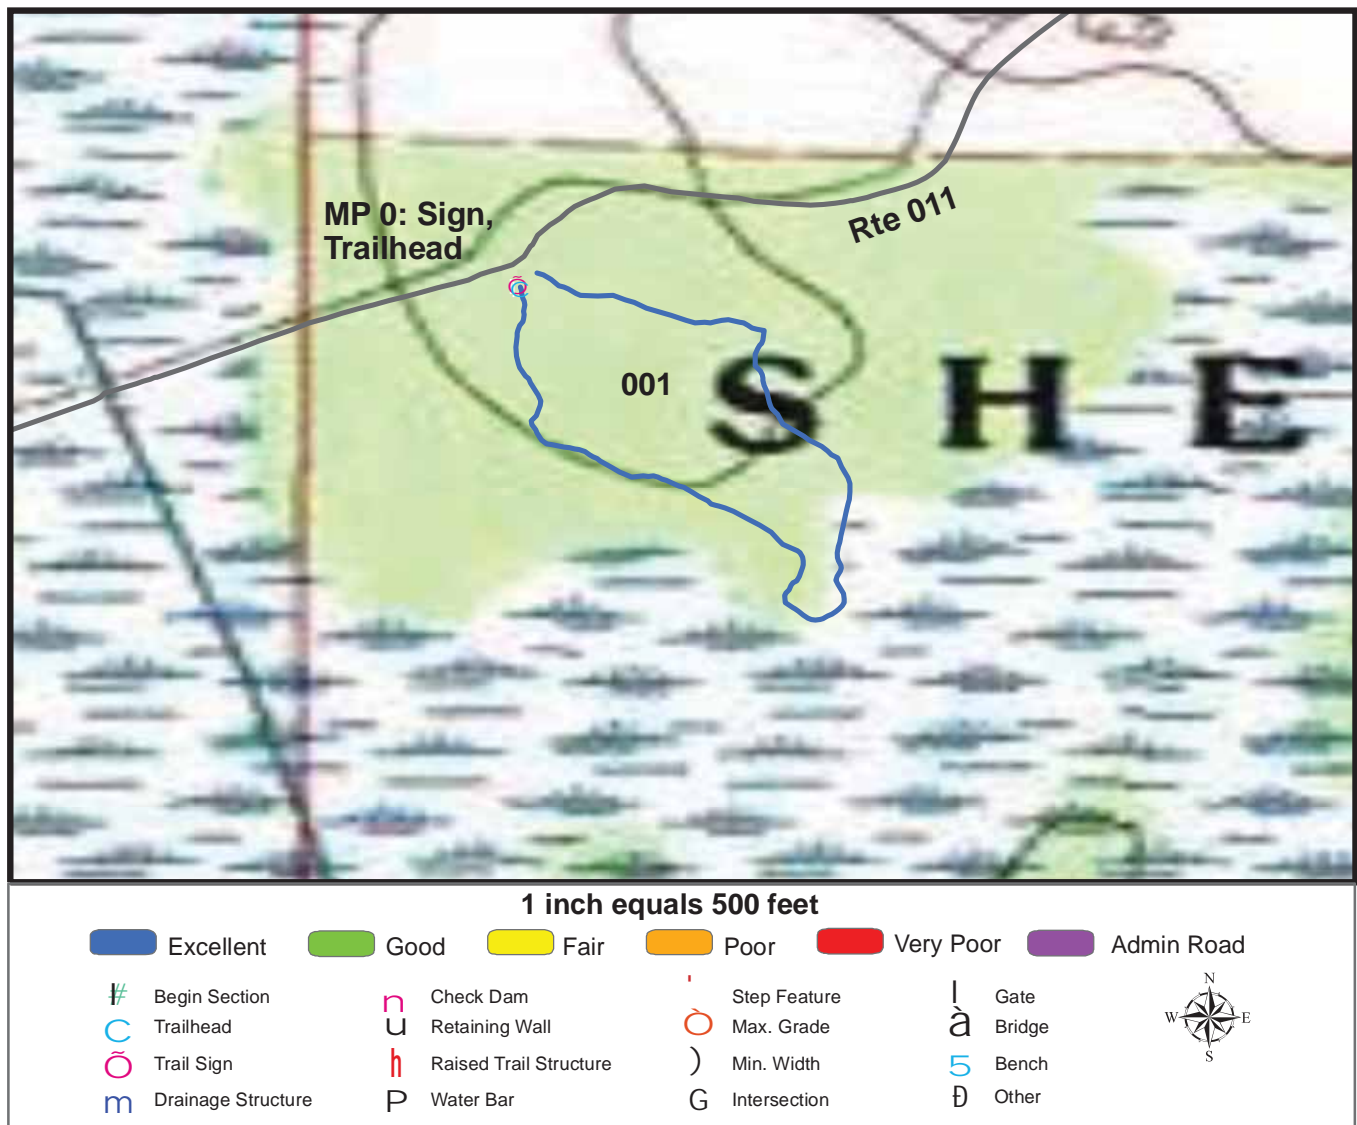 MP 0: Sign,
Trailhead
Rte 011
001
S H E
1 inch equals 500 feet
Excellent
Good
Fair
Poor
Very Poor
Admin Road
# Begin Section
C Trailhead
Õ Trail Sign
m Drainage Structure
n Check Dam
u Retaining Wall
h Raised Trail Structure
P Water Bar
' Step Feature
Ò Max. Grade
) Min. Width
G Intersection
l Gate
à Bridge
5 Bench
Ð Other
N
W E
S